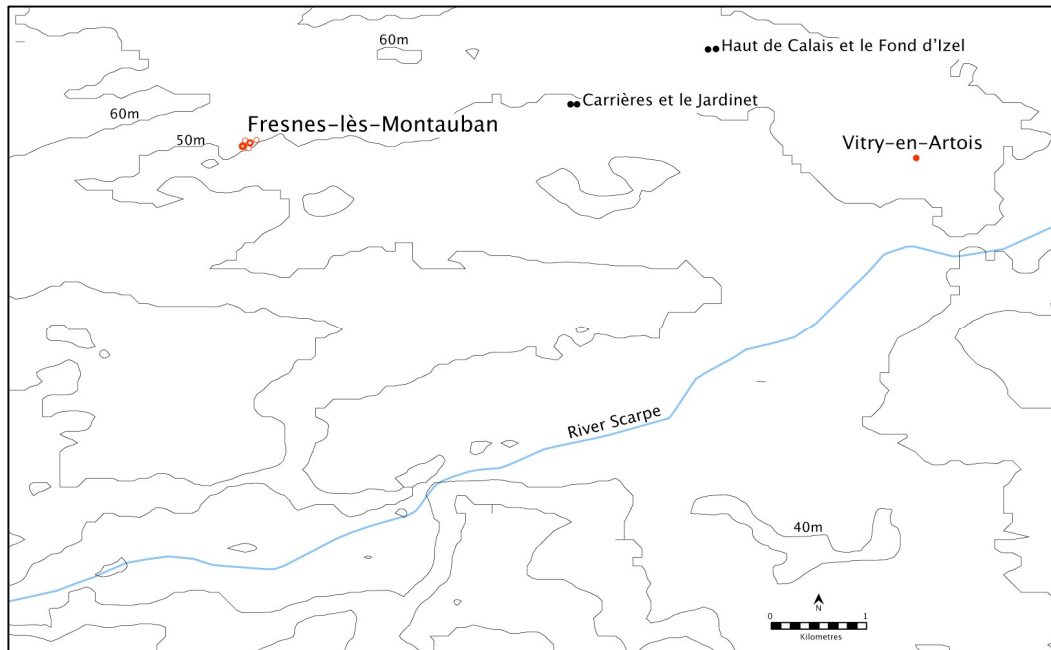 60m
Haut de Calais et le Fond d'Izel
Carrières et le Jardinet
60m
Fresnes-lès-Montauban
50m
Vitry-en-Artois
River Scarpe
40m
N
0 1
Kilometres